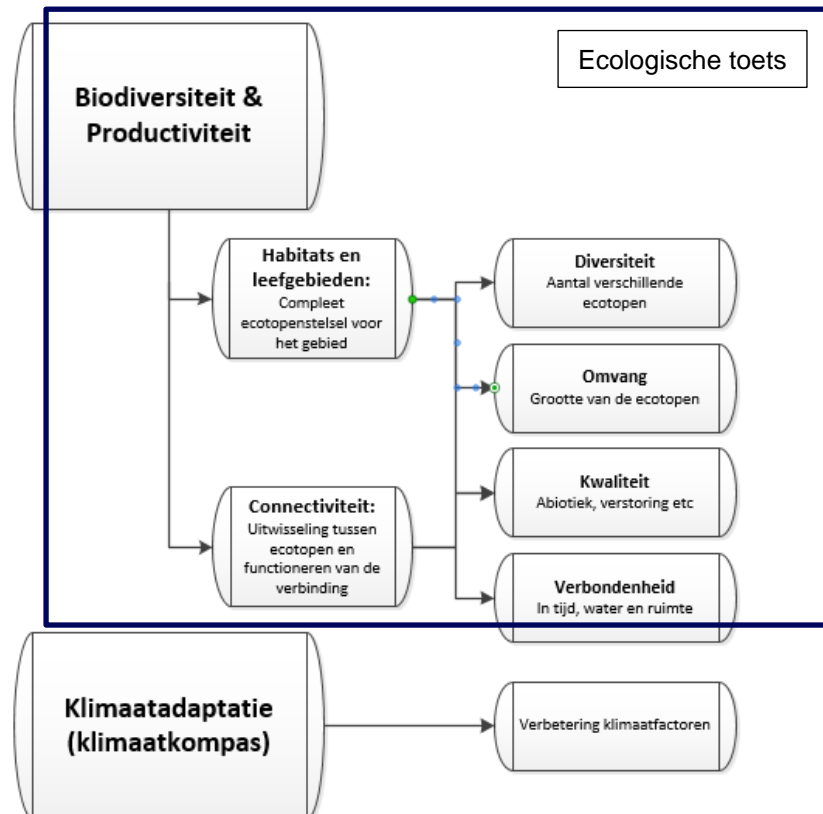 Ecologische toets
Biodiversiteit &
Productiviteit
Habitats en
leefgebieden:
Compleet
ecotopenstelsel voor
het gebied
Diversiteit
Aantal verschillende
ecotopen
Omvang
Grootte van de ecotopen
Connectiviteit:
Uitwisseling tussen
ecotopen en
functioneren van de
verbinding
Kwaliteit
Abiotiek, verstoring etc
Verbondenheid
In tijd, water en ruimte
Klimaatadaptatie
(klimaatkompas)
Verbetering klimaatfactoren